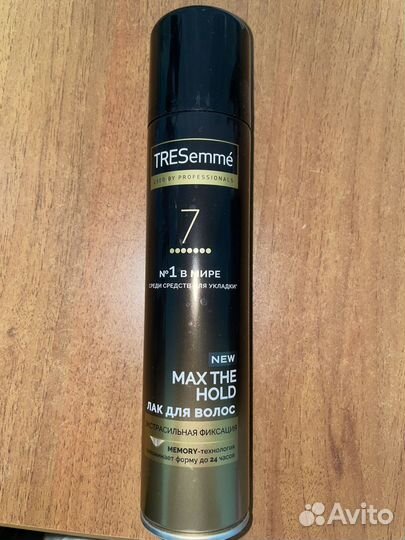 TRESemmé
USED BY PROFESSIONALS
7
№1 В МИРЕ
СРЕДИ СРЕДСТВ ДЛЯ УКЛАДКИ*
NEW
MAX THE
HOLD
ЛАК ДЛЯ ВОЛОС
ЭКСТРАСИЛЬНАЯ ФИКСАЦИЯ
MEMORY-технология
форму до 24 часов
Avito